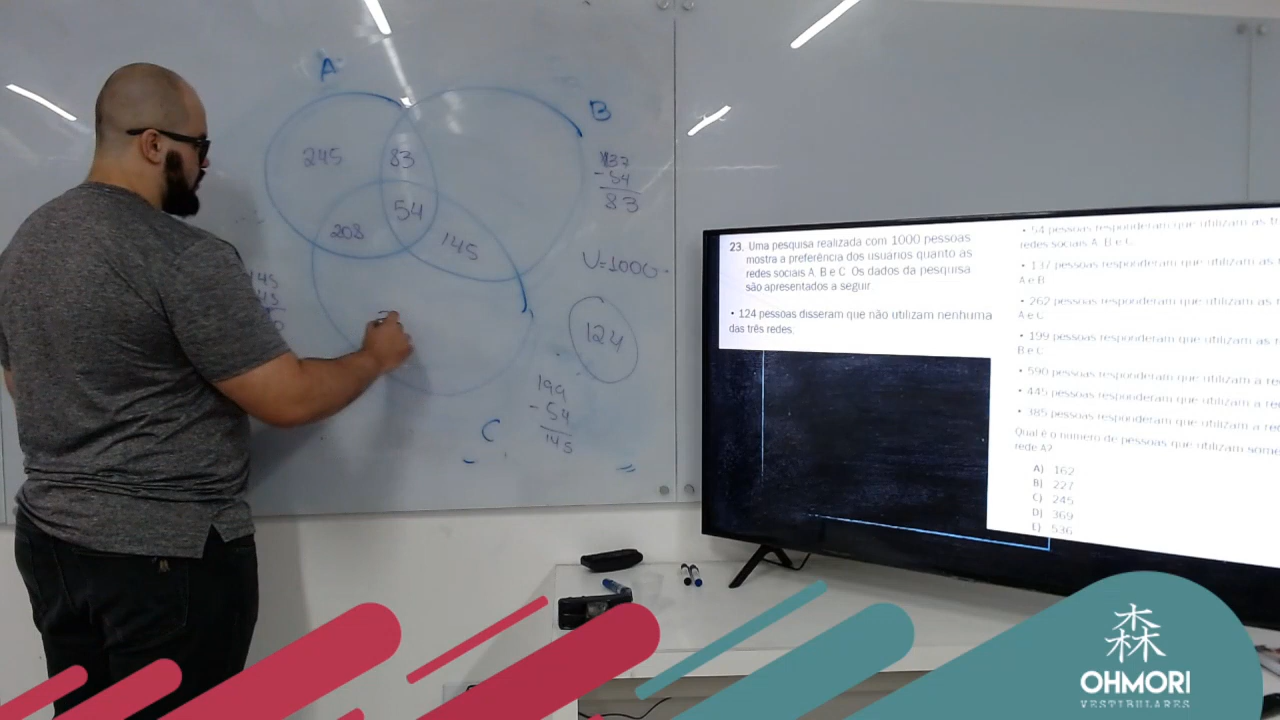 A
B
245
83
137
- 54
83
54
203
145
U=1000
45
124
199
- 54
145
C
23. Uma pesquisa realizada com 1000 pessoas
mostra a preferência dos usuários quanto às
redes sociais A, B e C. Os dados da pesquisa
são apresentados a seguir
• 124 pessoas disseram que não utilizam nenhuma
das três redes.
• 54 pessoas responderam que utilizam as
redes sociais A, B e C
• 137 pessoas responderam que utilizam as
A e B
• 262 pessoas responderam que utilizam as
A e C
• 199 pessoas responderam que utilizam as
B e C
• 590 pessoas responderam que utilizam a
• 445 pessoas responderam que utilizam a
• 385 pessoas responderam que utilizam a
Qual é o número de pessoas que utilizam
rede A?
A) 162
B) 227
C) 245
D) 369
E) 536
森
OHMORI
VESTIBULARES